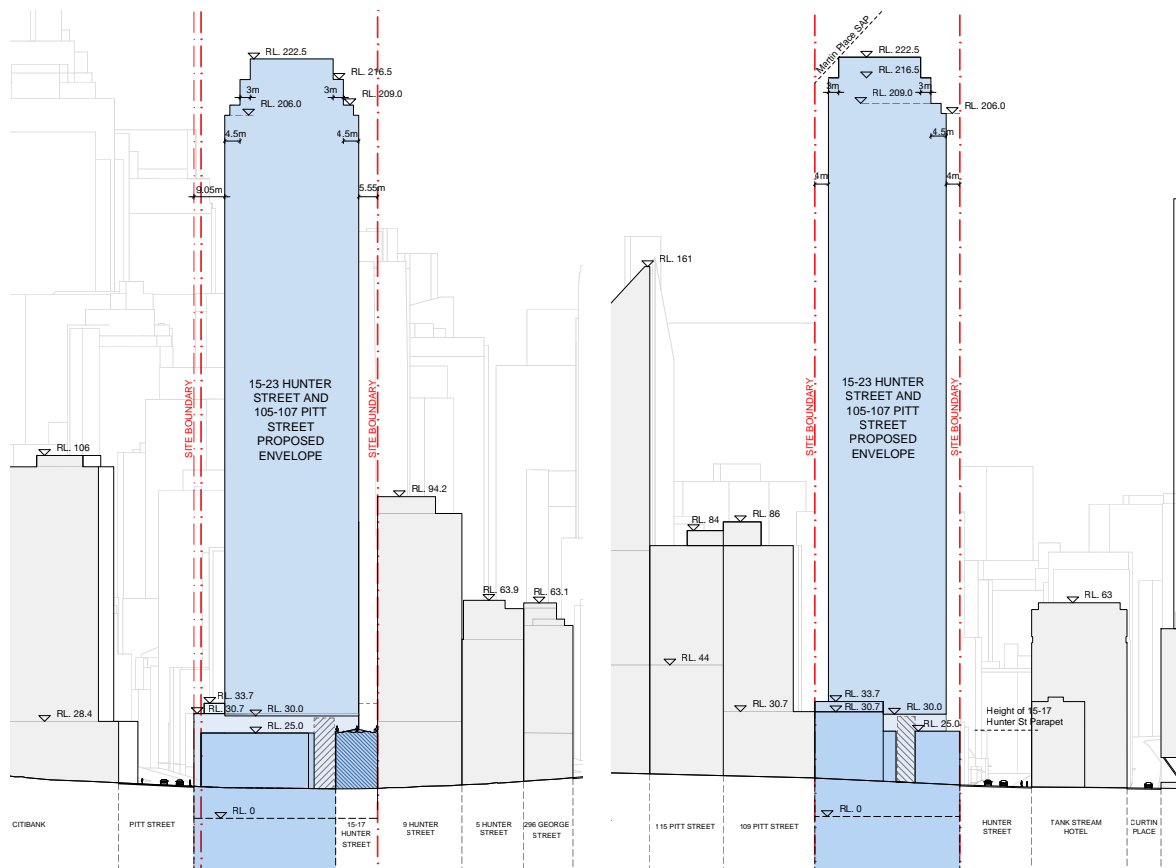 RL. 222.5
RL. 216.5
3m
3m
RL. 206.0
RL. 209.0
4.5m
4.5m
9.05m
5.55m
SITE BOUNDARY
15-23 HUNTER
STREET AND
105-107 PITT
STREET
PROPOSED
ENVELOPE
SITE BOUNDARY
RL. 106
RL. 94.2
RL. 63.9
RL. 63.1
RL. 33.7
RL. 30.7
RL. 30.0
RL. 28.4
RL. 25.0
RL. 0
CITIBANK
PITT STREET
15-17
HUNTER
STREET
9 HUNTER
STREET
5 HUNTER
STREET
296 GEORGE
STREET
Martin Place SAP
RL. 222.5
RL. 216.5
3m
3m
RL. 209.0
RL. 206.0
4.5m
4m
4m
RL. 161
SITE BOUNDARY
15-23 HUNTER
STREET AND
105-107 PITT
STREET
PROPOSED
ENVELOPE
SITE BOUNDARY
RL. 84
RL. 86
RL. 63
RL. 44
RL. 33.7
RL. 30.7
RL. 30.7
RL. 30.0
RL. 25.0
Height of 15-17
Hunter St Parapet
RL. 0
115 PITT STREET
109 PITT STREET
HUNTER
STREET
TANK STREAM
HOTEL
CURTIN
PLACE